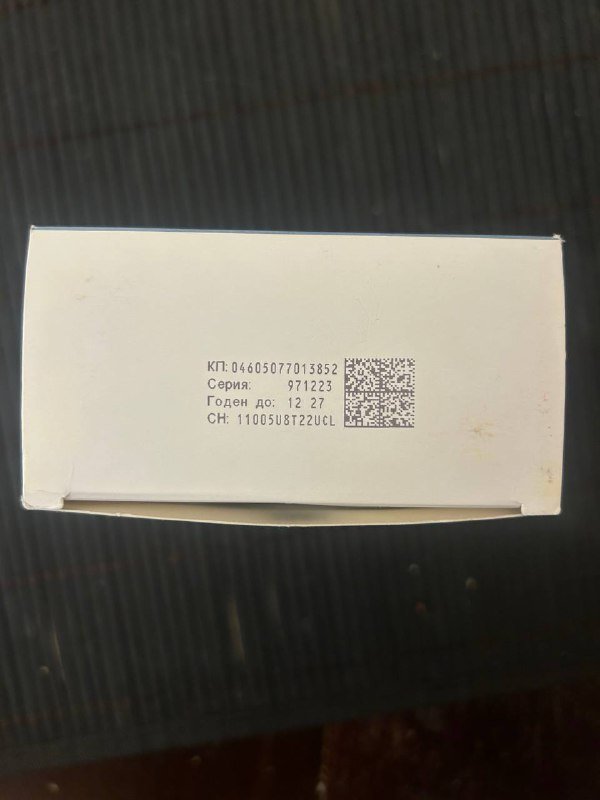 КП: 04605077013852
Серия: 971223
Годен до: 12 27
СН: 11005U8T22UCL